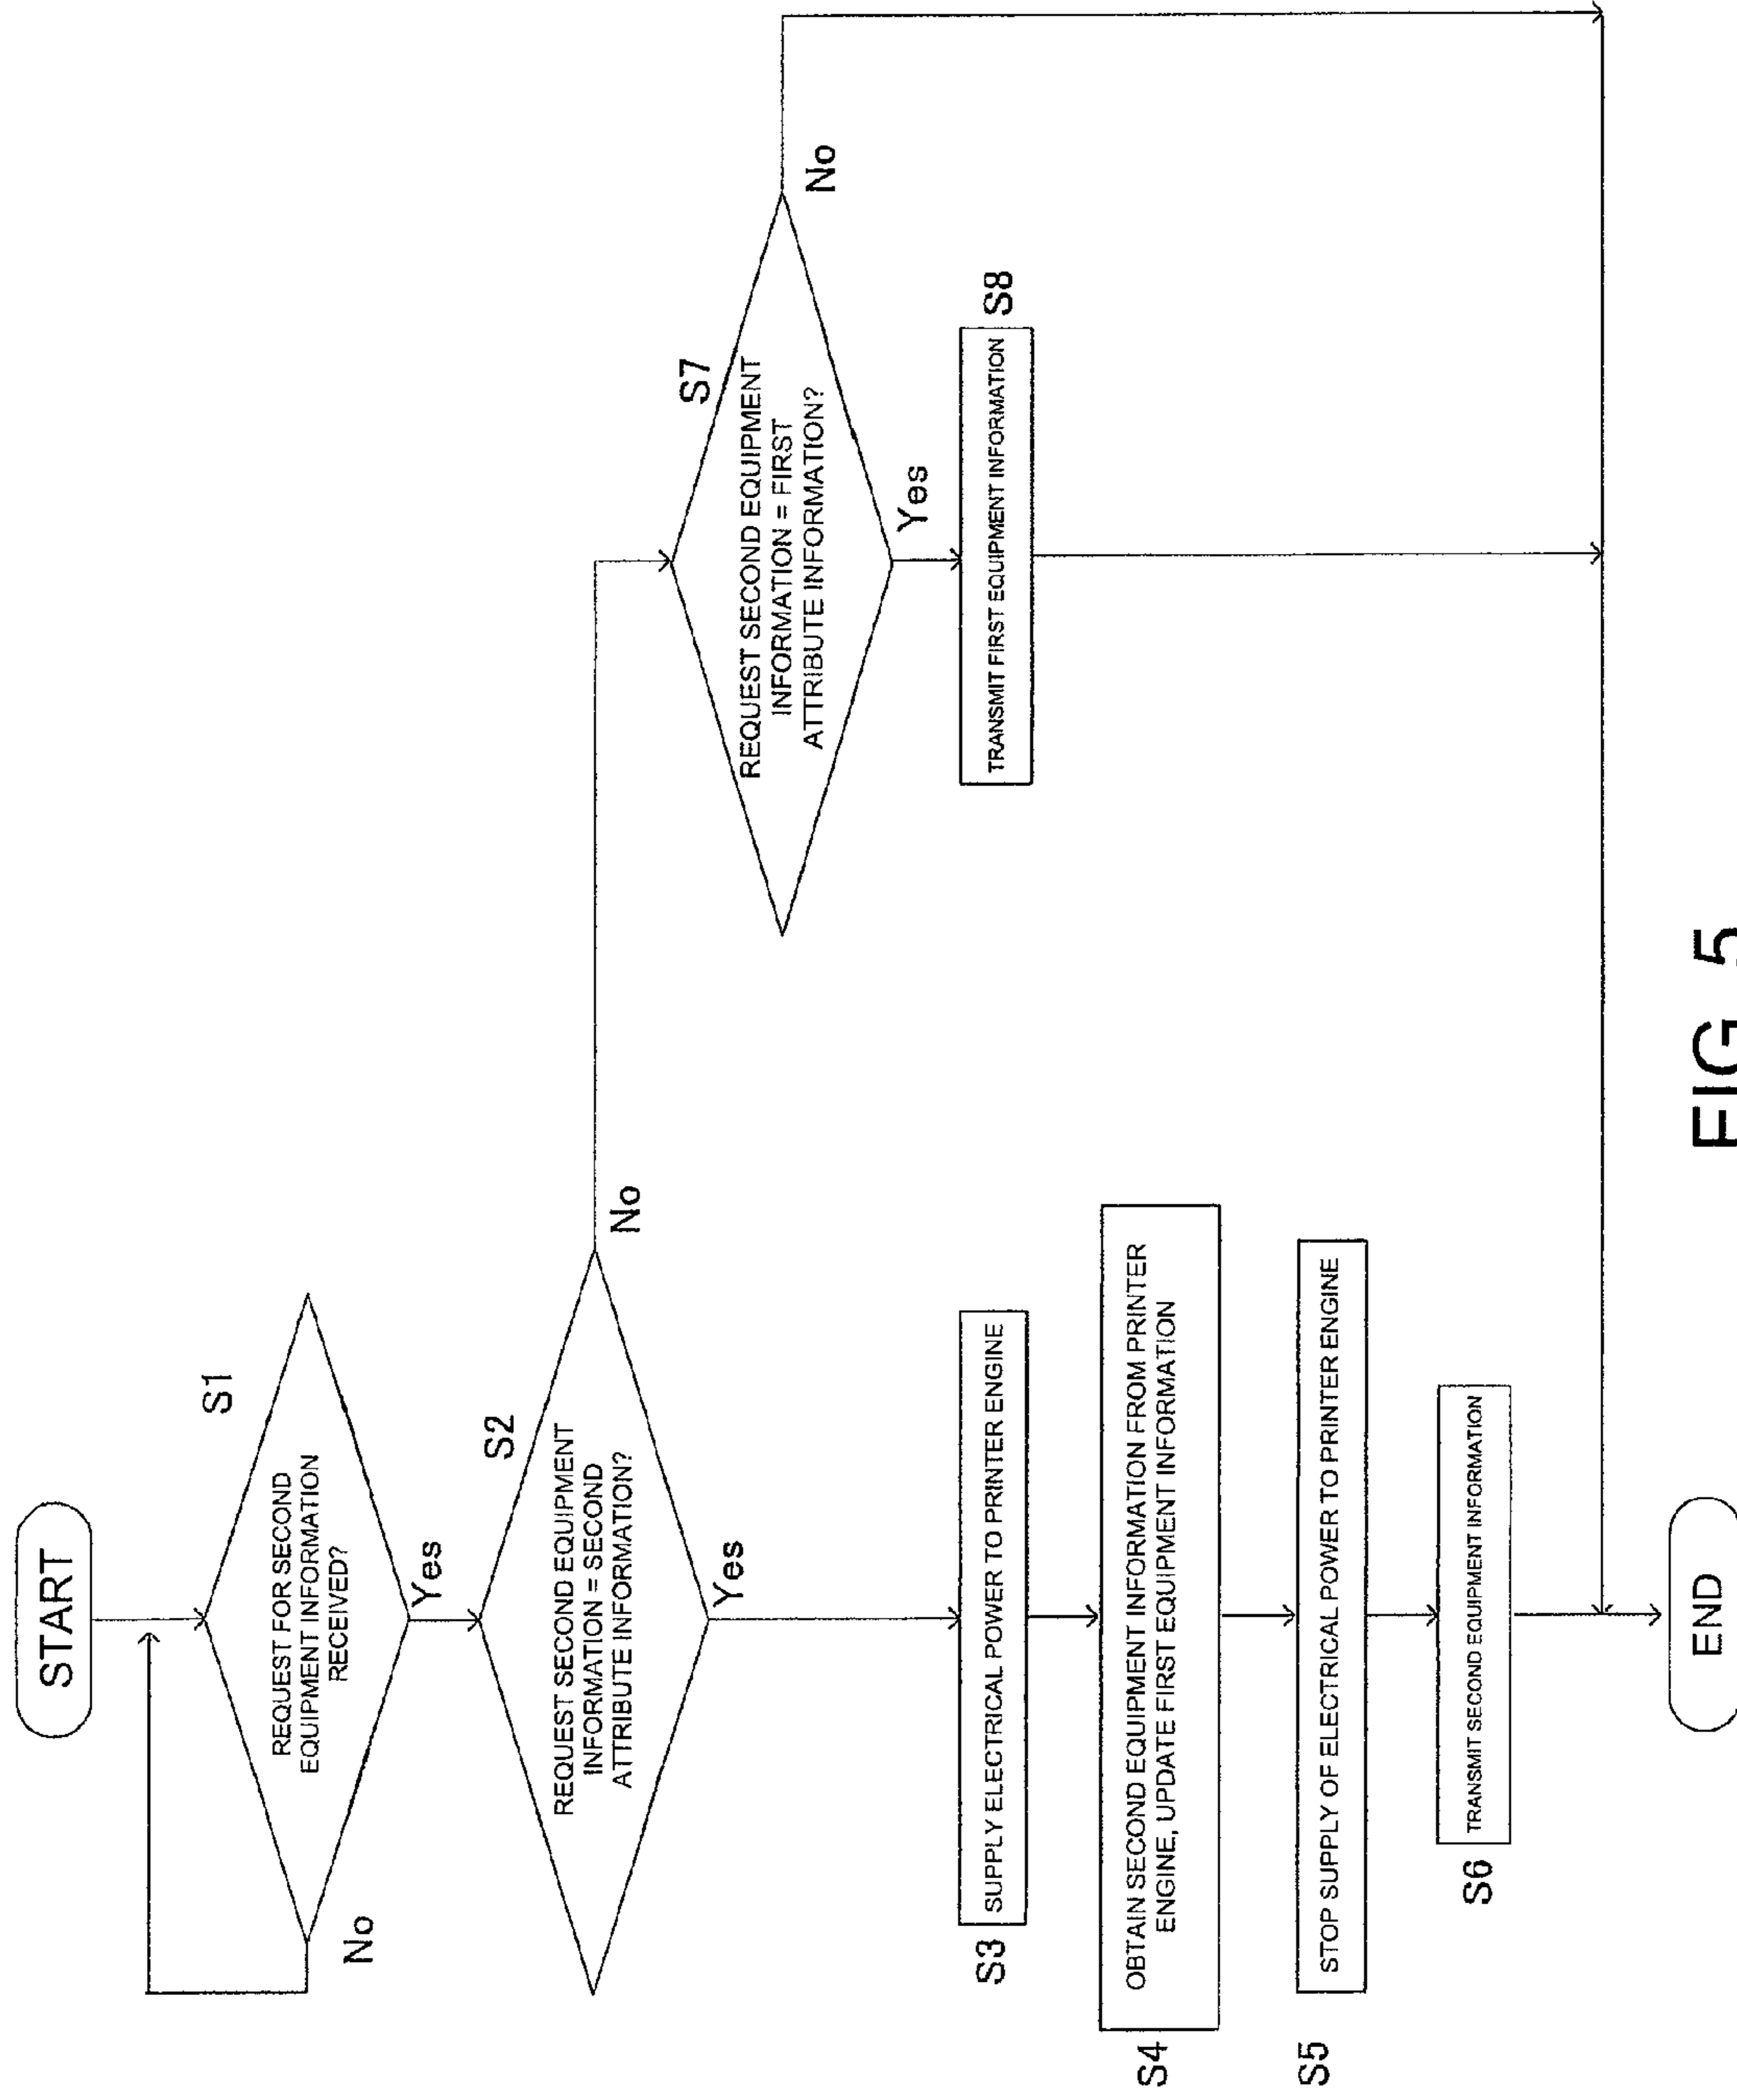 START
S1
REQUEST FOR SECOND
EQUIPMENT INFORMATION
RECEIVED?
No
Yes
S2
REQUEST SECOND EQUIPMENT
INFORMATION = SECOND
ATTRIBUTE INFORMATION?
No
Yes
S3
SUPPLY ELECTRICAL POWER TO PRINTER ENGINE
S4
OBTAIN SECOND EQUIPMENT INFORMATION FROM PRINTER
ENGINE, UPDATE FIRST EQUIPMENT INFORMATION
S5
STOP SUPPLY OF ELECTRICAL POWER TO PRINTER ENGINE
S6
TRANSMIT SECOND EQUIPMENT INFORMATION
S7
REQUEST SECOND EQUIPMENT
INFORMATION = FIRST
ATTRIBUTE INFORMATION?
No
Yes
S8
TRANSMIT FIRST EQUIPMENT INFORMATION
END
FIG. 5